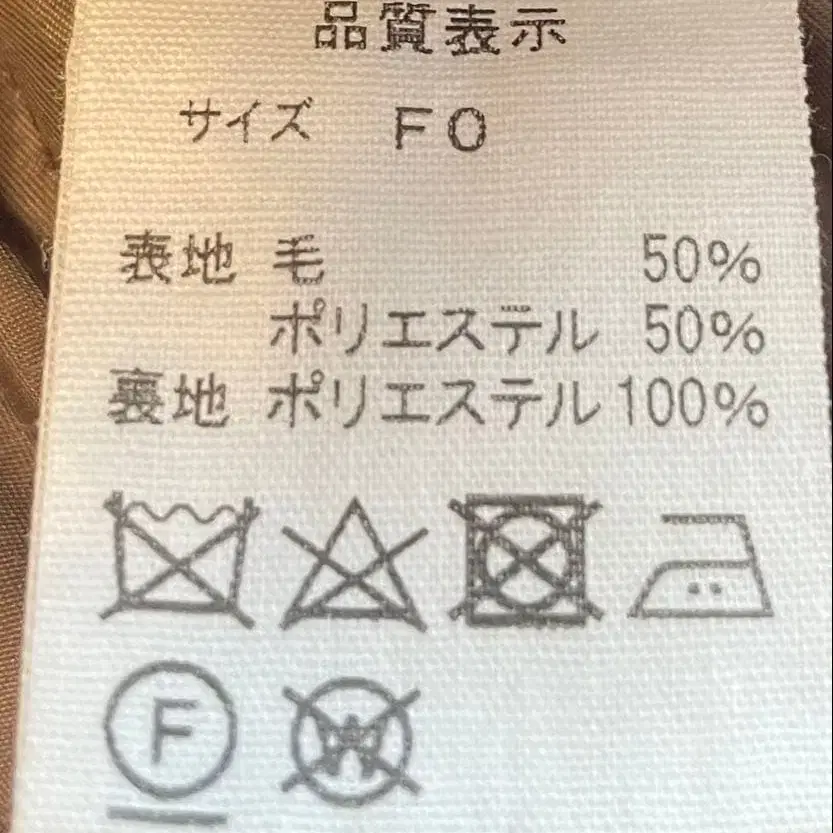 品質表示
サイズ FO
表地 毛 50%
ポリエステル 50%
裏地 ポリエステル 100%
F
W